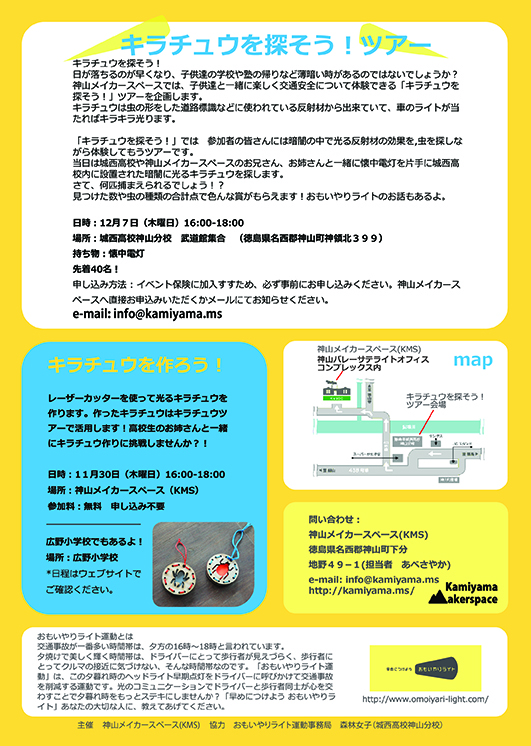 キラチュウを探そう！ツアー
キラチュウを探そう！
日が落ちるのが早くなり、子供達の学校や塾の帰りなど薄暗い時があるのではないでしょうか？
神山メイカースペースでは、子供達と一緒に楽しく交通安全について体験できる「キラチュウを
探そう！」ツアーを企画します。
キラチュウは虫の形をした道路標識などに使われている反射材から出来ていて、車のライトが当
たればキラキラ光ります。
「キラチュウを探そう！」では　参加者の皆さんには暗闇の中で光る反射材の効果を,虫を探しな
がら体験してもうツアーです。
当日は城西高校や神山メイカースペースのお兄さん、お姉さんと一緒に懐中電灯を片手に城西高
校内に設置された暗闇に光るキラチュウを探します。
さて、何匹捕まえられるでしょう！？
見つけた数や虫の種類の合計点で色んな賞がもらえます！おもいやりライトのお話もあるよ。
日時：12月７日（木曜日）16:00-18:00
場所：城西高校神山分校　武道館集合　（徳島県名西郡神山町神領北３９９）
持ち物：懐中電灯
先着40名！
申し込み方法：イベント保険に加入すすため、必ず事前にお申し込みください。神山メイカース
ペースへ直接お申込みいただくかメールにてお知らせください。
e-mail: info@kamiyama.ms
キラチュウを作ろう！
レーザーカッターを使って光るキラチュウを
作ります。作ったキラチュウはキラチュウツ
アーで活用します！高校生のお姉さんと一緒
にキラチュウ作りに挑戦しませんか？！
日時：11月30日（木曜日）16:00-18:00
場所：神山メイカースペース（KMS）
参加料：無料　申し込み不要
広野小学校でもあるよ！
場所：広野小学校
*日程はウェブサイトで
ご確認ください。
神山メイカースペース(KMS)
神山バレーサテライトオフィス
コンプレックス内
map
キラチュウを探そう！
ツアー会場
問い合わせ：
神山メイカースペース(KMS)
徳島県名西郡神山町下分
地野４９－１(担当者　あべさやか)
e-mail: info@kamiyama.ms
http://kamiyama.ms/
Kamiyama
akerspace
おもいやりライト運動とは
交通事故が一番多い時間帯は、夕方の16時～18時と言われています。
夕焼けで美しく輝く時間帯は、ドライバーにとって歩行者が見えづらく、歩行者に
とってクルマの接近に気づけない、そんな時間帯なのです。「おもいやりライト運
動」は、この夕暮れ時のヘッドライト早期点灯をドライバーに呼びかけて交通事故
を削減する運動です。光のコミュニケーションでドライバーと歩行者同士が心を交
わすことで夕暮れ時をもっとステキにしませんか？「早めにつけよう おもいやりラ
イト」あなたの大切な人に、教えてあげてください。
おもいやりライト
http://www.omoiyari-light.com/
主催　神山メイカースペース(KMS)　協力　おもいやりライト運動事務局　森林女子（城西高校神山分校）